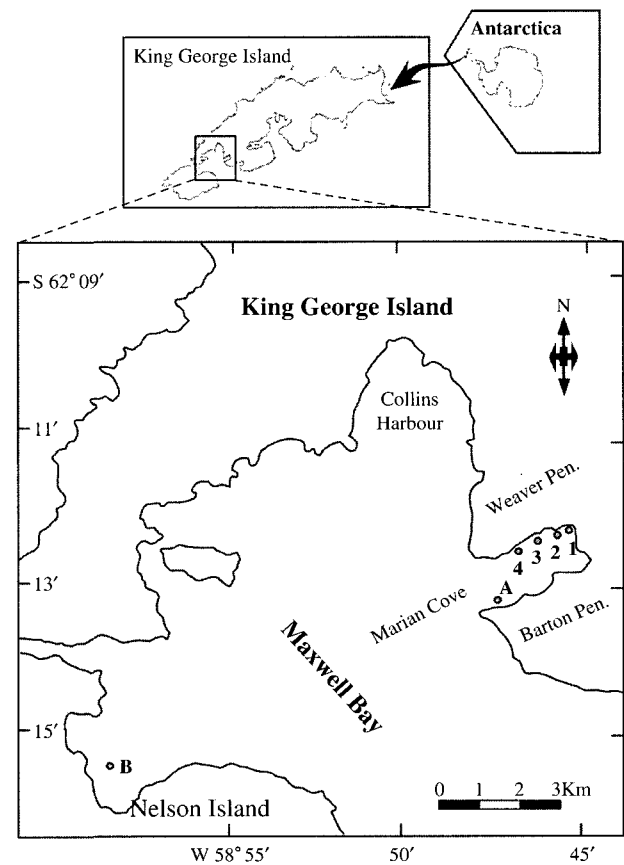 Antarctica
King George Island
S 62° 09′
King George Island
N
Collins
Harbour
11′
Weaver Pen.
1
2
3
4
A
13′
Marian Cove
Barton Pen.
Maxwell Bay
15′
B
Nelson Island
0 1 2 3Km
W 58° 55′ 50′ 45′